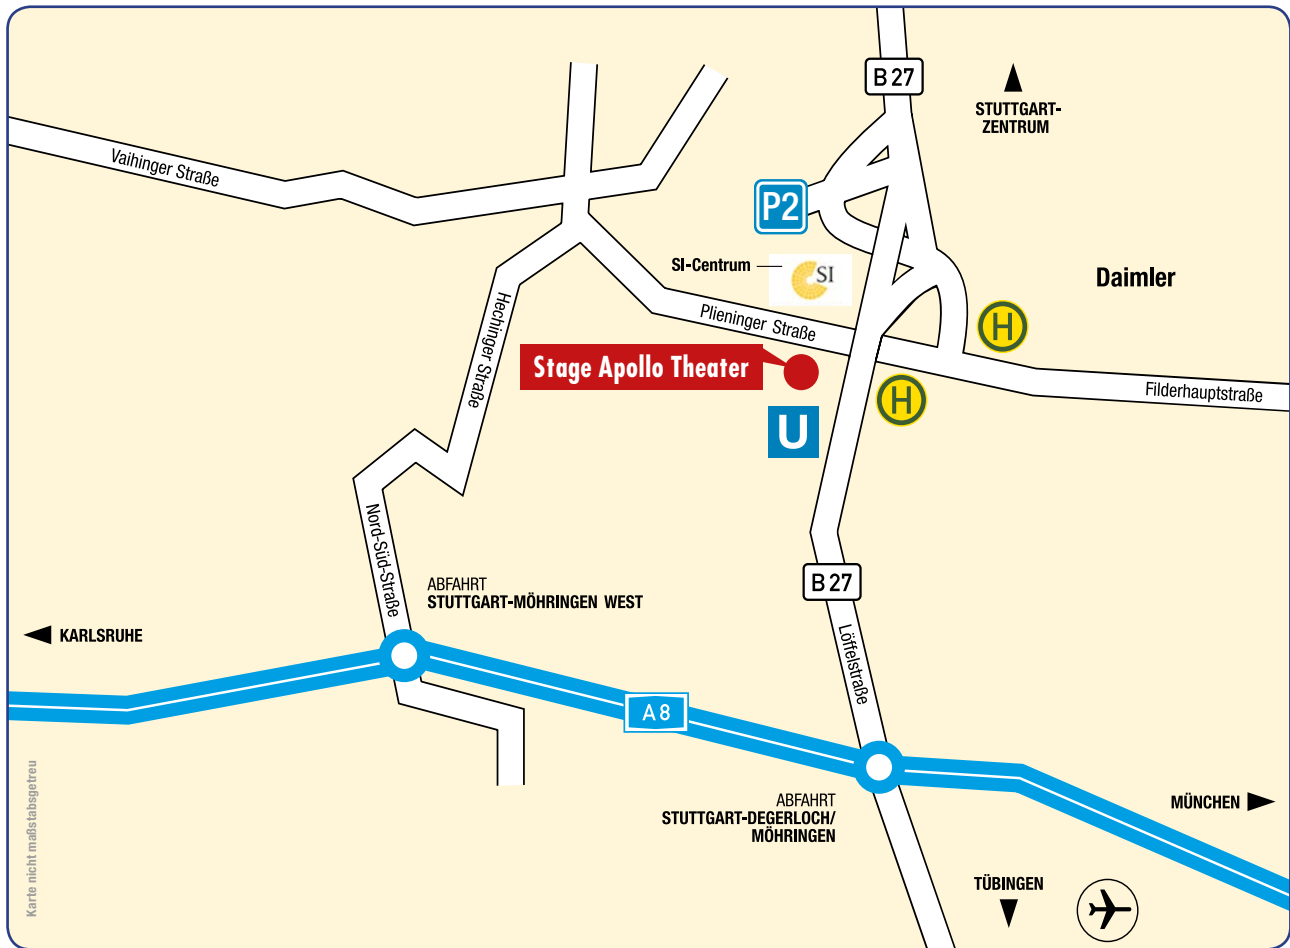 B 27
STUTTGART-
ZENTRUM
Vaihinger Straße
P2
SI-Centrum
SI
Daimler
Hechinger Straße
Plieninger Straße
H
Stage Apollo Theater
H
Filderhauptstraße
U
Nord-Süd-Straße
ABFAHRT
STUTTGART-MÖHRINGEN WEST
B 27
KARLSRUHE
Löffelstraße
A 8
ABFAHRT
STUTTGART-DEGERLOCH/
MÖHRINGEN
MÜNCHEN
TÜBINGEN
Karte nicht maßstabsgetreu